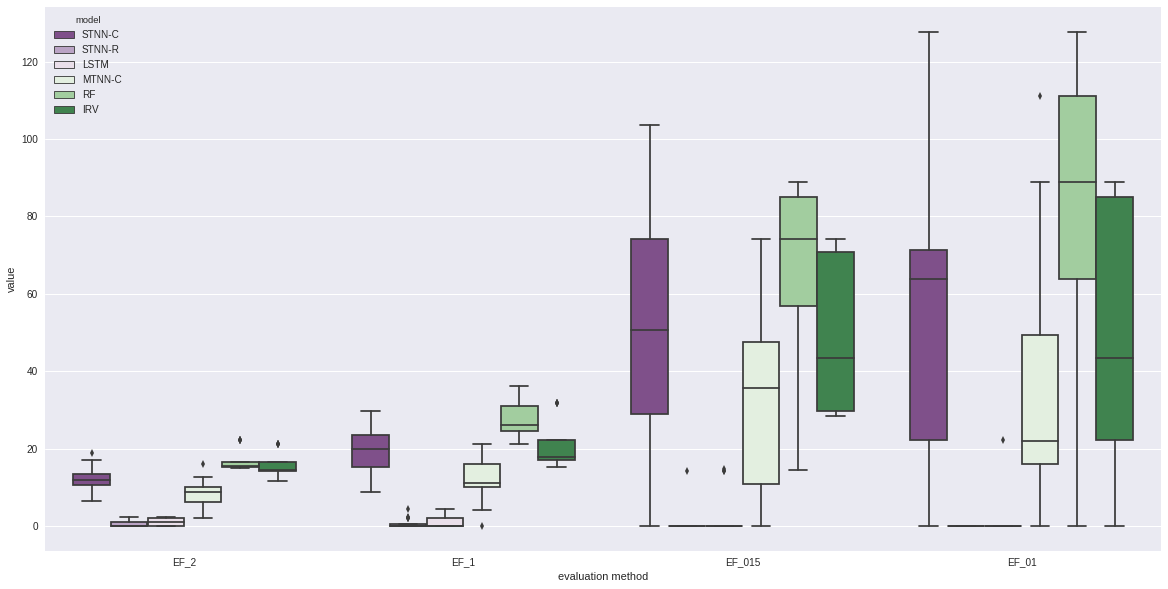 model
STNN-C
STNN-R
LSTM
MTNN-C
RF
IRV
value
120
100
80
60
40
20
0
EF_2 EF_1 EF_015 EF_01
evaluation method